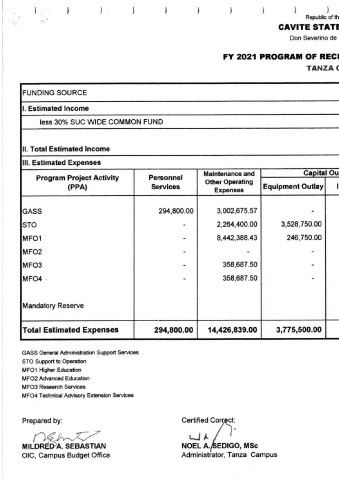 Republic of th
CAVITE STATE
Don Severino de
FY 2021 PROGRAM OF RECE
TANZA C
FUNDING SOURCE
I. Estimated Income
less 30% SUC WIDE COMMON FUND
II. Total Estimated Income
III. Estimated Expenses
Program Project Activity (PPA) Personnel Services Maintenance and Other Operating Expenses Capital Ou
Equipment Outlay I
GASS 294,800.00 3,002,675.57 -
STO - 2,264,400.00 3,528,750.00
MFO1 - 8,442,388.43 246,750.00
MFO2 - - -
MFO3 - 358,687.50 -
MFO4 - 358,687.50 -
Mandatory Reserve
Total Estimated Expenses 294,800.00 14,426,839.00 3,775,500.00
GASS General Administration Support Services
STO Support to Operation
MFO1 Higher Education
MFO2 Advanced Education
MFO3 Research Services
MFO4 Technical Advisory Extension Services
Prepared by: Certified Correct:
MILDRED A. SEBASTIAN NOEL A. SEDIGO, MSc
OIC, Campus Budget Office Administrator, Tanza Campus